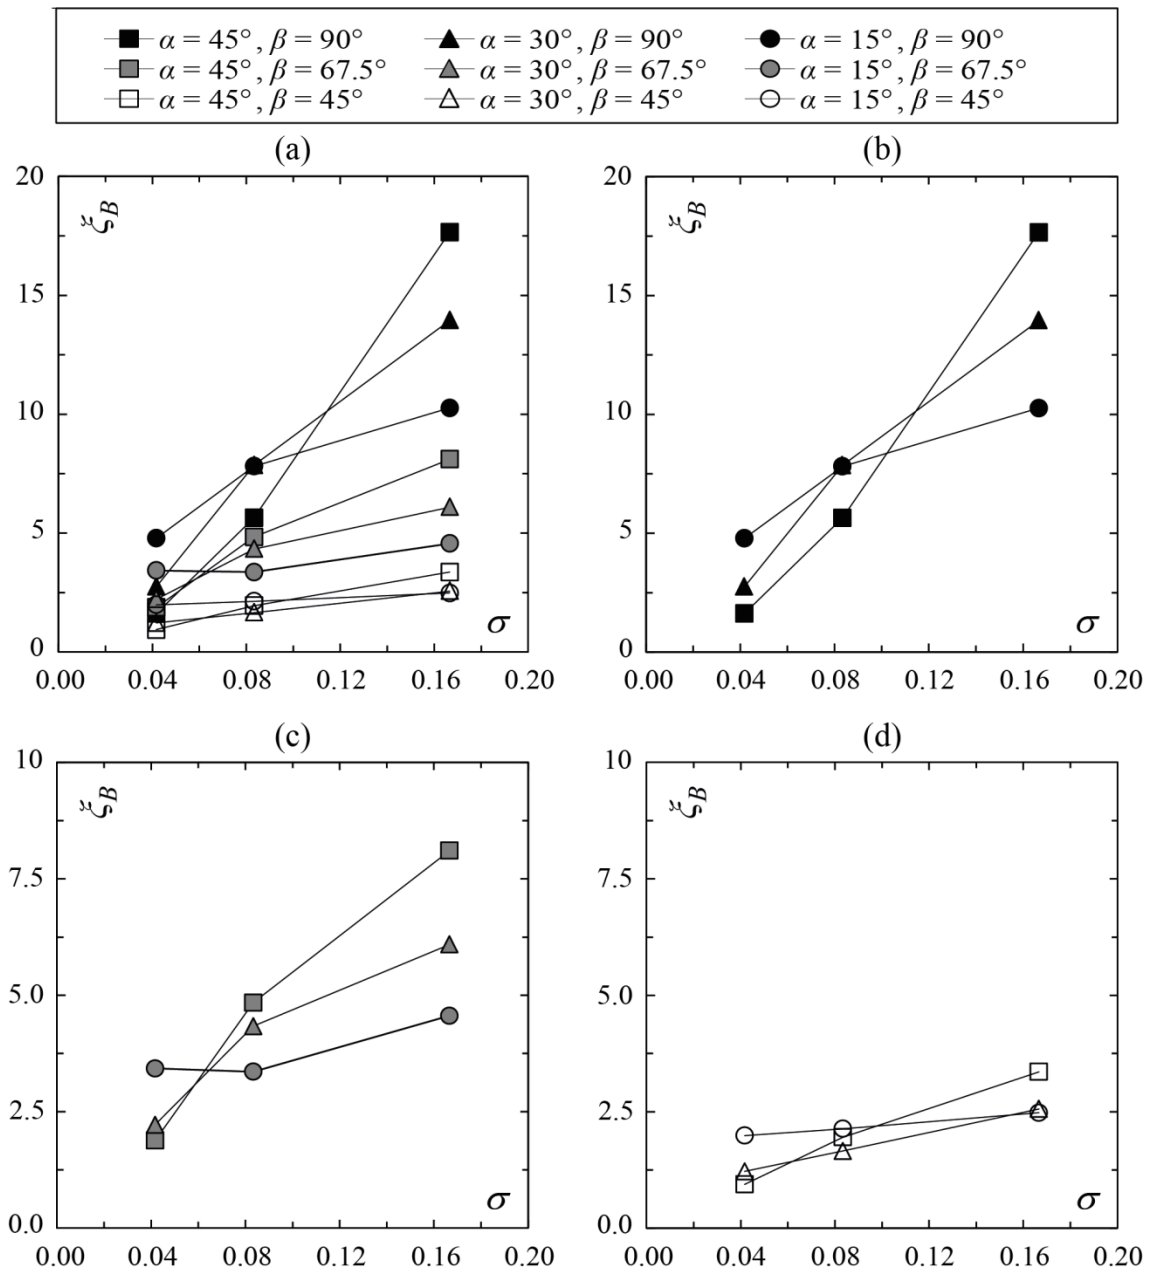 α = 45° , β = 90° α = 30° , β = 90° α = 15° , β = 90°
α = 45° , β = 67.5° α = 30° , β = 67.5° α = 15° , β = 67.5°
α = 45° , β = 45° α = 30° , β = 45° α = 15° , β = 45°
(a)
20
ξB
15
10
5
0
σ
0.00 0.04 0.08 0.12 0.16 0.20
(b)
20
ξB
15
10
5
0
σ
0.00 0.04 0.08 0.12 0.16 0.20
(c)
10
ξB
7.5
5.0
2.5
0.0
σ
0.00 0.04 0.08 0.12 0.16 0.20
(d)
10
ξB
7.5
5.0
2.5
0.0
σ
0.00 0.04 0.08 0.12 0.16 0.20